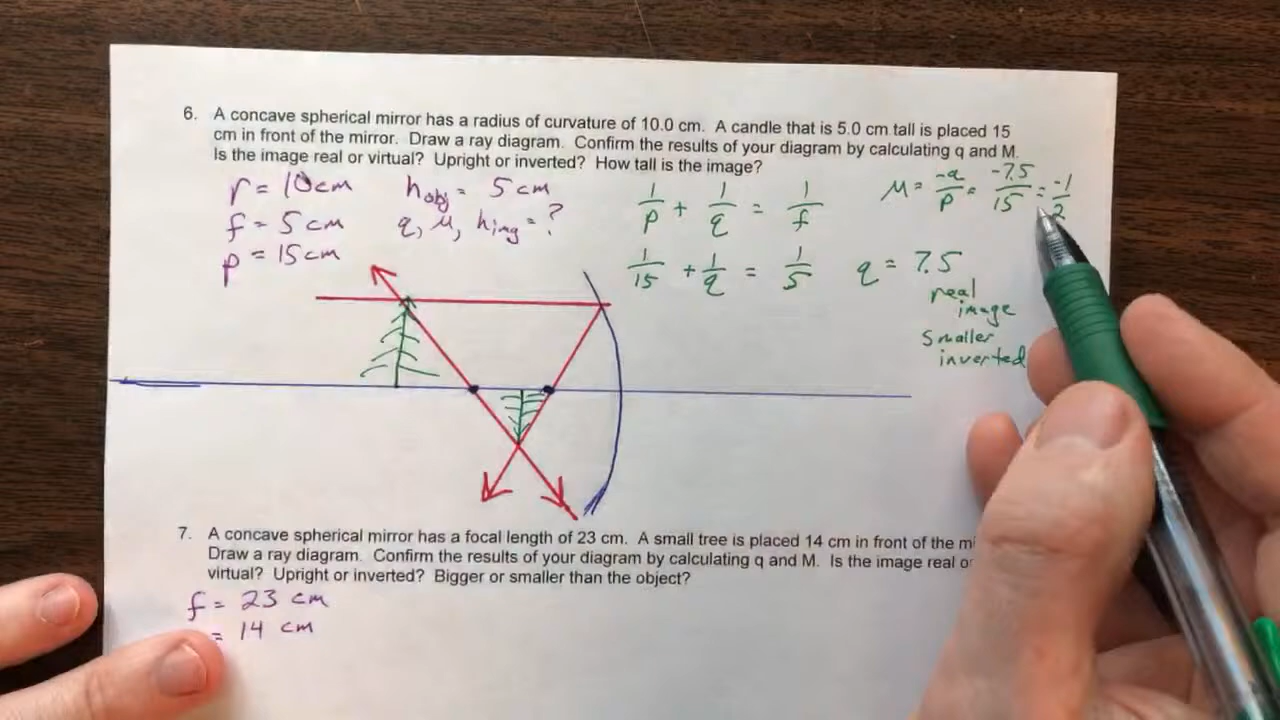 6. A concave spherical mirror has a radius of curvature of 10.0 cm. A candle that is 5.0 cm tall is placed 15
cm in front of the mirror. Draw a ray diagram. Confirm the results of your diagram by calculating q and M.
Is the image real or virtual? Upright or inverted? How tall is the image?
r = 10cm
f = 5 cm
p = 15cm
h_obj = 5 cm
q, M, h_img = ?
1/p + 1/q = 1/f
1/15 + 1/q = 1/5
M = -q/p = -7.5/15 = -1/2
q = 7.5
real
image
smaller
inverted
7. A concave spherical mirror has a focal length of 23 cm. A small tree is placed 14 cm in front of the
Draw a ray diagram. Confirm the results of your diagram by calculating q and M. Is the image real
virtual? Upright or inverted? Bigger or smaller than the object?
f = 23 cm
= 14 cm